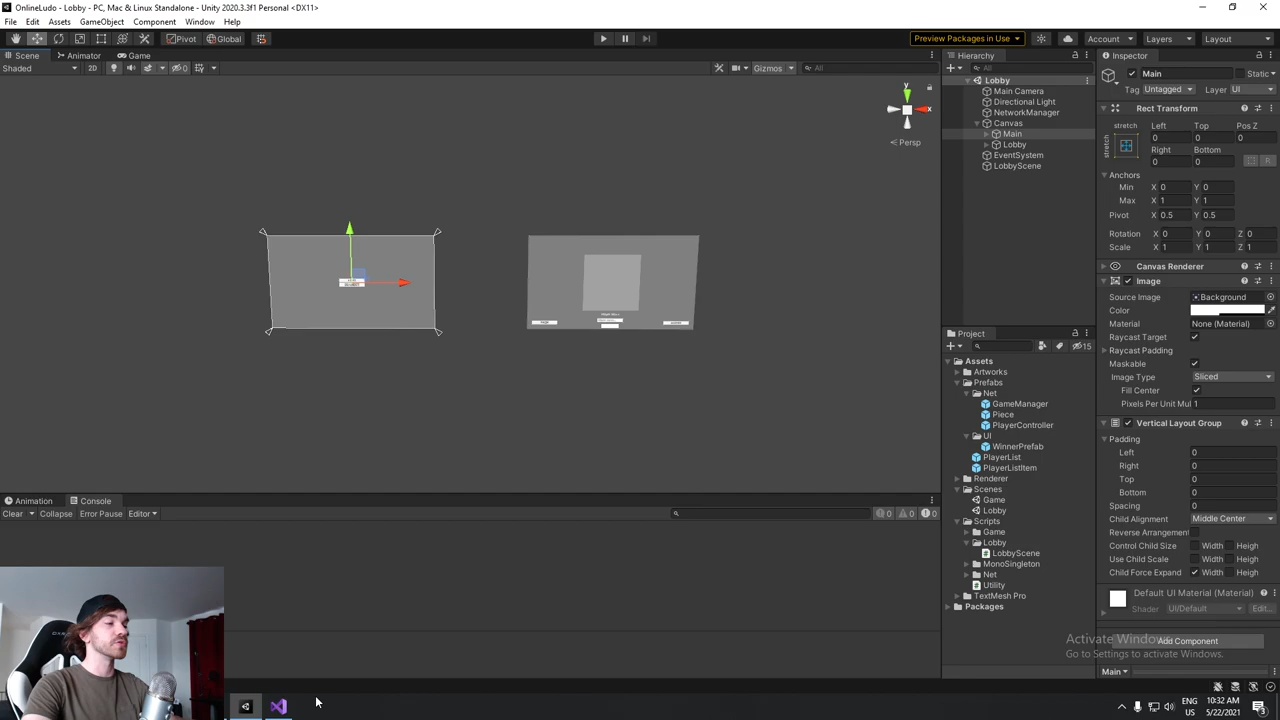 OnlineLudo - Lobby - PC, Mac & Linux Standalone - Unity 2020.3.3f1 Personal <DX11>
File Edit Assets GameObject Component Window Help
Pivot Global Preview Packages in Use Account Layers Layout
Scene Animator Game
Shaded 2D 0 Gizmos All
y
x
Persp
Hierarchy
All
Lobby
Main Camera
Directional Light
NetworkManager
Canvas
Main
Lobby
EventSystem
LobbyScene
Project
15
Assets
Artworks
Prefabs
Net
GameManager
Piece
PlayerController
UI
WinnerPrefab
PlayerList
PlayerListItem
Renderer
Scenes
Game
Lobby
Scripts
Game
Lobby
LobbyScene
MonoSingleton
Net
Utility
TextMesh Pro
Packages
Inspector
Main Static
Tag Untagged Layer UI
Rect Transform
stretch Left Top Pos Z
stretch 0 0 0
Right Bottom
0 0 R
Anchors
Min X 0 Y 0
Max X 1 Y 1
Pivot X 0.5 Y 0.5
Rotation X 0 Y 0 Z 0
Scale X 1 Y 1 Z 1
Canvas Renderer
Image
Source Image Background
Color
Material None (Material)
Raycast Target
Raycast Padding
Maskable
Image Type Sliced
Fill Center
Pixels Per Unit Mul 1
Vertical Layout Group
Padding
Left 0
Right 0
Top 0
Bottom 0
Spacing 0
Child Alignment Middle Center
Reverse Arrangement
Control Child Size Width Heigh
Use Child Scale Width Heigh
Child Force Expand Width Heigh
Default UI Material (Material)
Shader UI/Default Edit...
Add Component
Main
Animation Console
Clear Collapse Error Pause Editor 0 0 0
Activate Windows
Go to Settings to activate Windows.
ENG
US
10:32 AM
5/22/2021
3